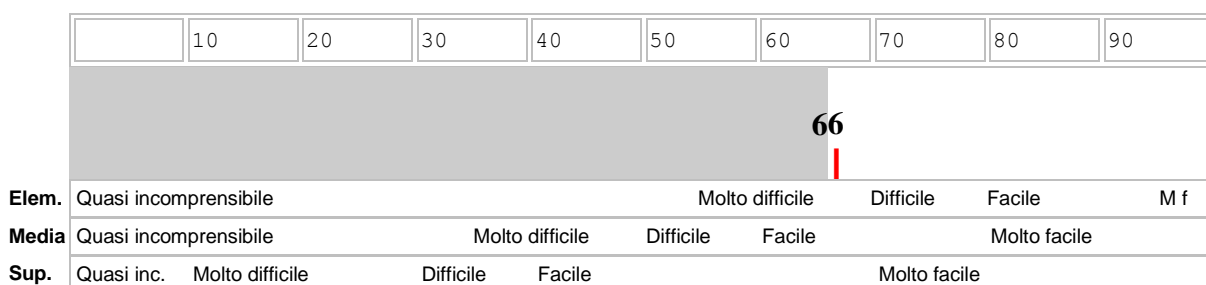 10 20 30 40 50 60 70 80 90
66
Elem. Quasi incomprensibile Molto difficile Difficile Facile M f
Media Quasi incomprensibile Molto difficile Difficile Facile Molto facile
Sup. Quasi inc. Molto difficile Difficile Facile Molto facile